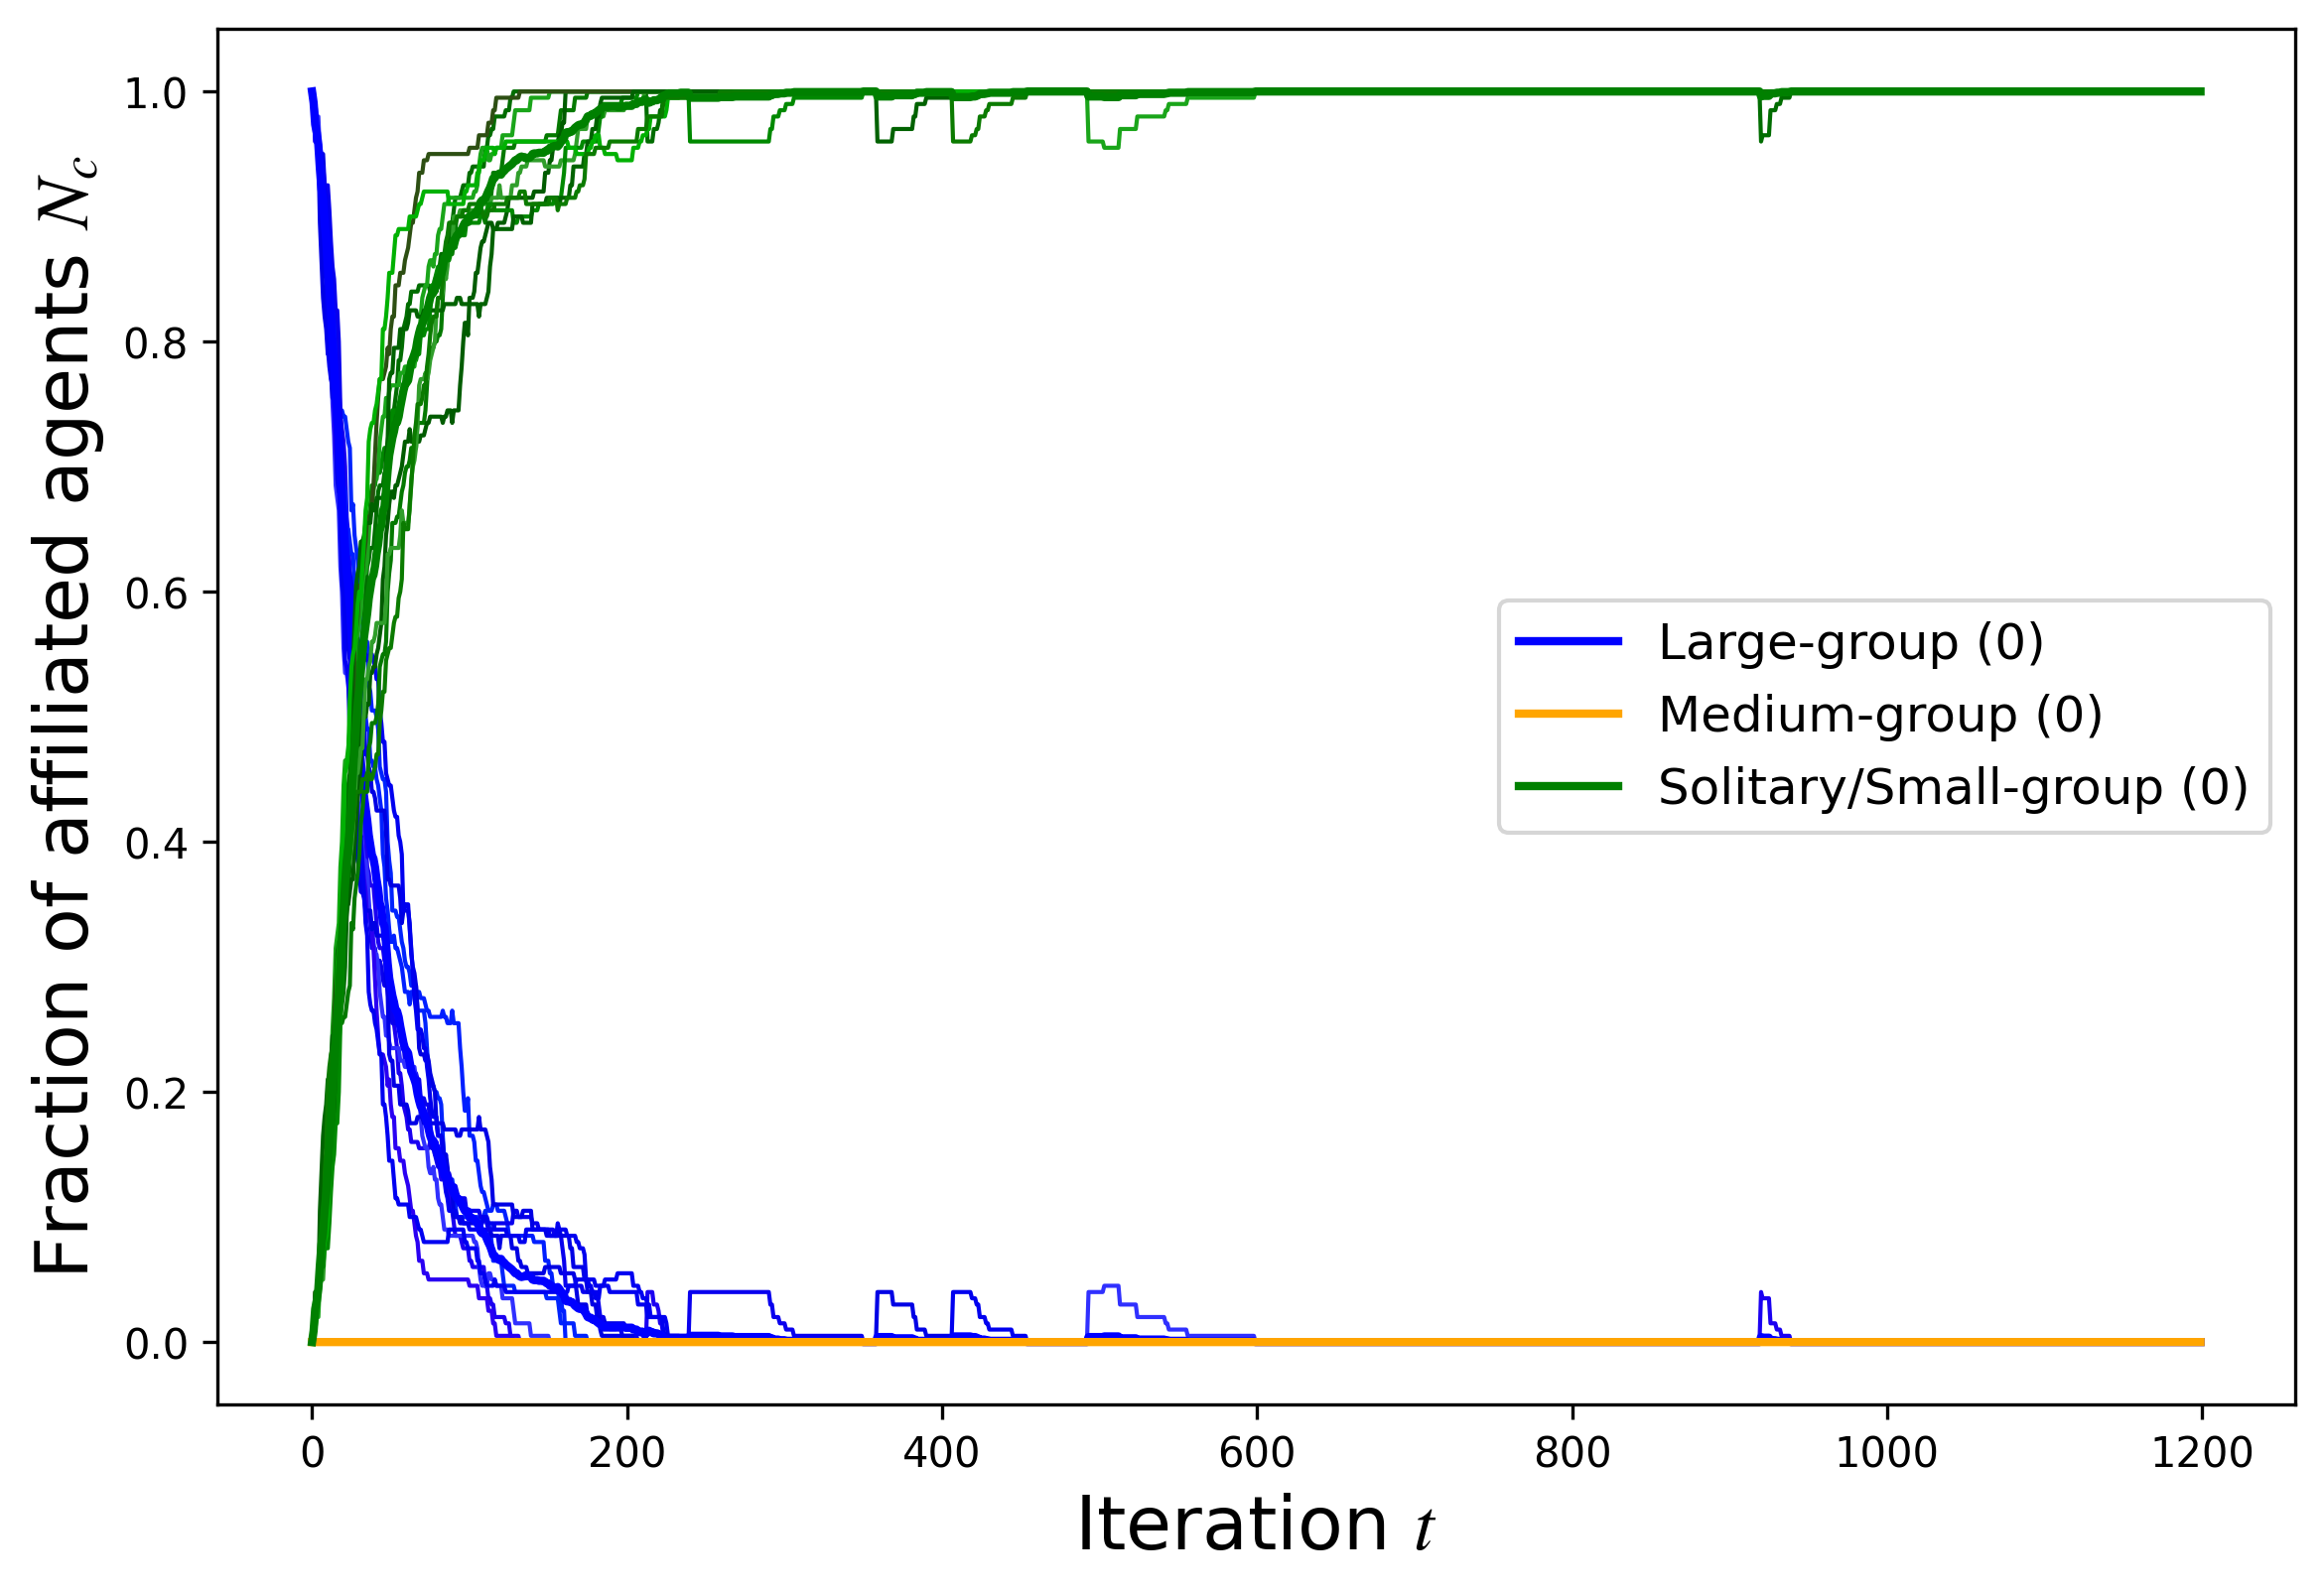 Fraction of affiliated agents N_c
1.0
0.8
0.6
0.4
0.2
0.0
Large-group (0)
Medium-group (0)
Solitary/Small-group (0)
0 200 400 600 800 1000 1200
Iteration t